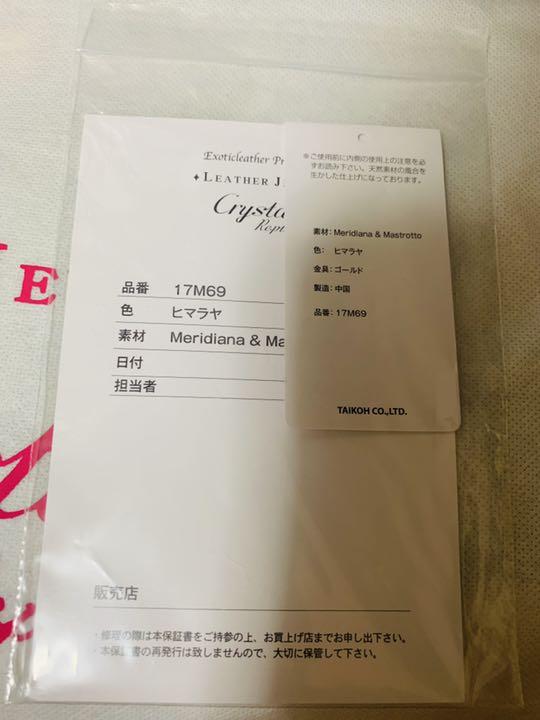 Exoticleather
LEATHER
品番 17M69
色 ヒマラヤ
素材 Meridiana &
日付
担当者
販売店
・修理の際は本保証書をご持参の上、お買上げ店までお申し出下さい。
・本保証書の再発行は致しませんので、大切に保管して下さい。
※ご使用前に内側の使用上の注意を必
ずお読み下さい。天然素材の風合を
生かした仕上げになっております。
素材: Meridiana & Mastrotto
色: ヒマラヤ
金具: ゴールド
製造: 中国
品番: 17M69
TAIKOH CO.,LTD.